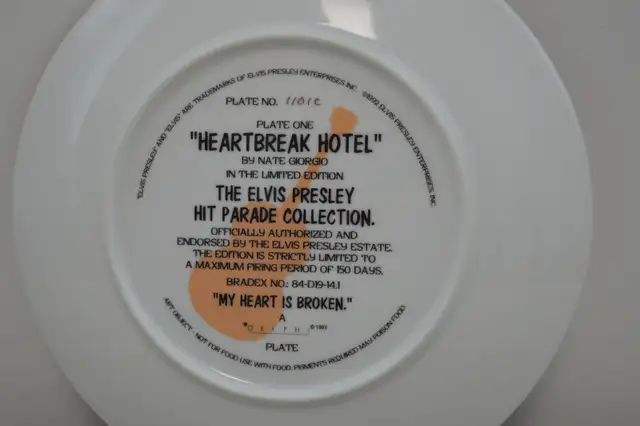 "ELVIS PRESLEY" AND "ELVIS" ARE TRADEMARKS OF ELVIS PRESLEY ENTERPRISES, INC. ©1992 ELVIS PRESLEY ENTERPRISES, INC.
PLATE NO. 1101C
PLATE ONE
"HEARTBREAK HOTEL"
BY NATE GIORGIO
IN THE LIMITED EDITION
THE ELVIS PRESLEY
HIT PARADE COLLECTION.
OFFICIALLY AUTHORIZED AND
ENDORSED BY THE ELVIS PRESLEY ESTATE.
THE EDITION IS STRICTLY LIMITED TO
A MAXIMUM FIRING PERIOD OF 150 DAYS.
BRADEX NO.: 84-D19-14.1
"MY HEART IS BROKEN."
A
DELPHI ©1992
PLATE
ART OBJECT - NOT FOR FOOD USE WITH FOOD. PIGMENTS REQUIRED MAY POISON FOOD